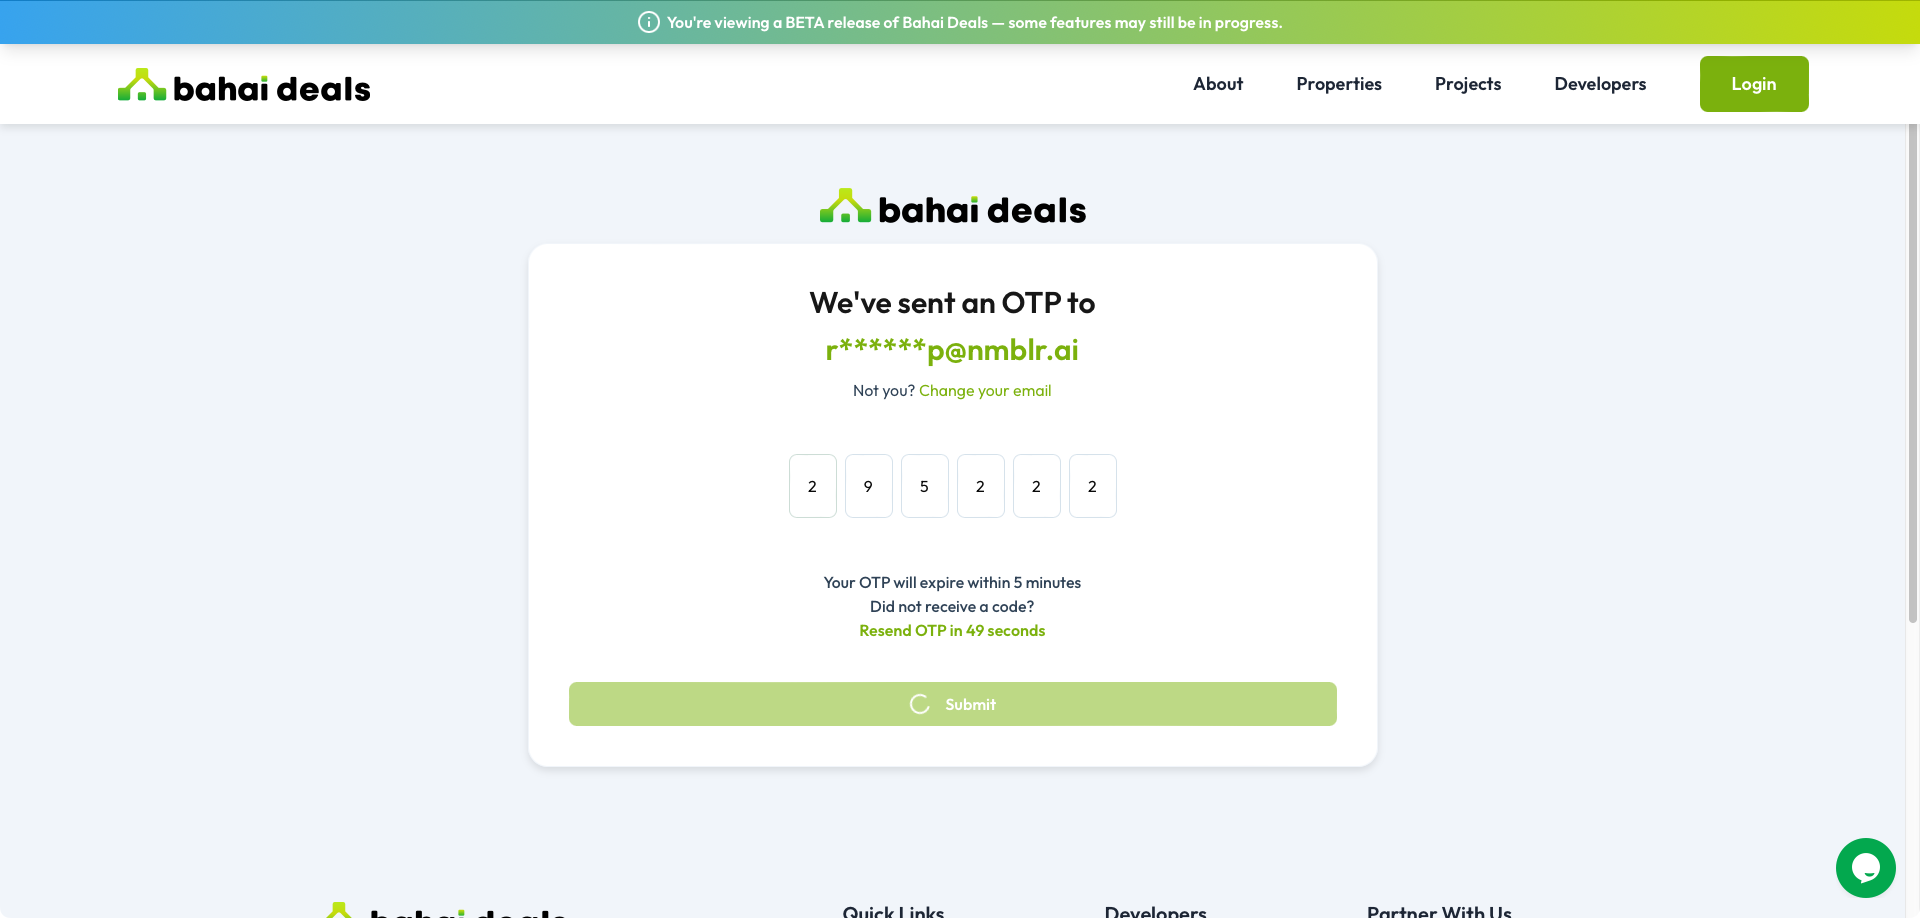 You're viewing a BETA release of Bahai Deals — some features may still be in progress.
bahai deals
About
Properties
Projects
Developers
Login
bahai deals
We've sent an OTP to
r******p@nmblr.ai
Not you? Change your email
2 9 5 2 2 2
Your OTP will expire within 5 minutes
Did not receive a code?
Resend OTP in 49 seconds
Submit
bahai deals
Quick Links
Developers
Partner With Us